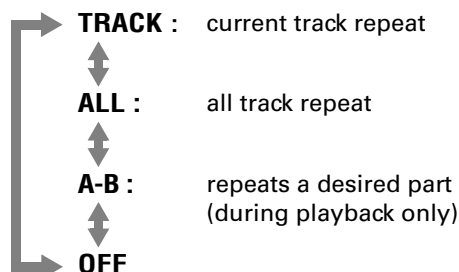 TRACK : current track repeat
ALL : all track repeat
A-B : repeats a desired part
(during playback only)
OFF